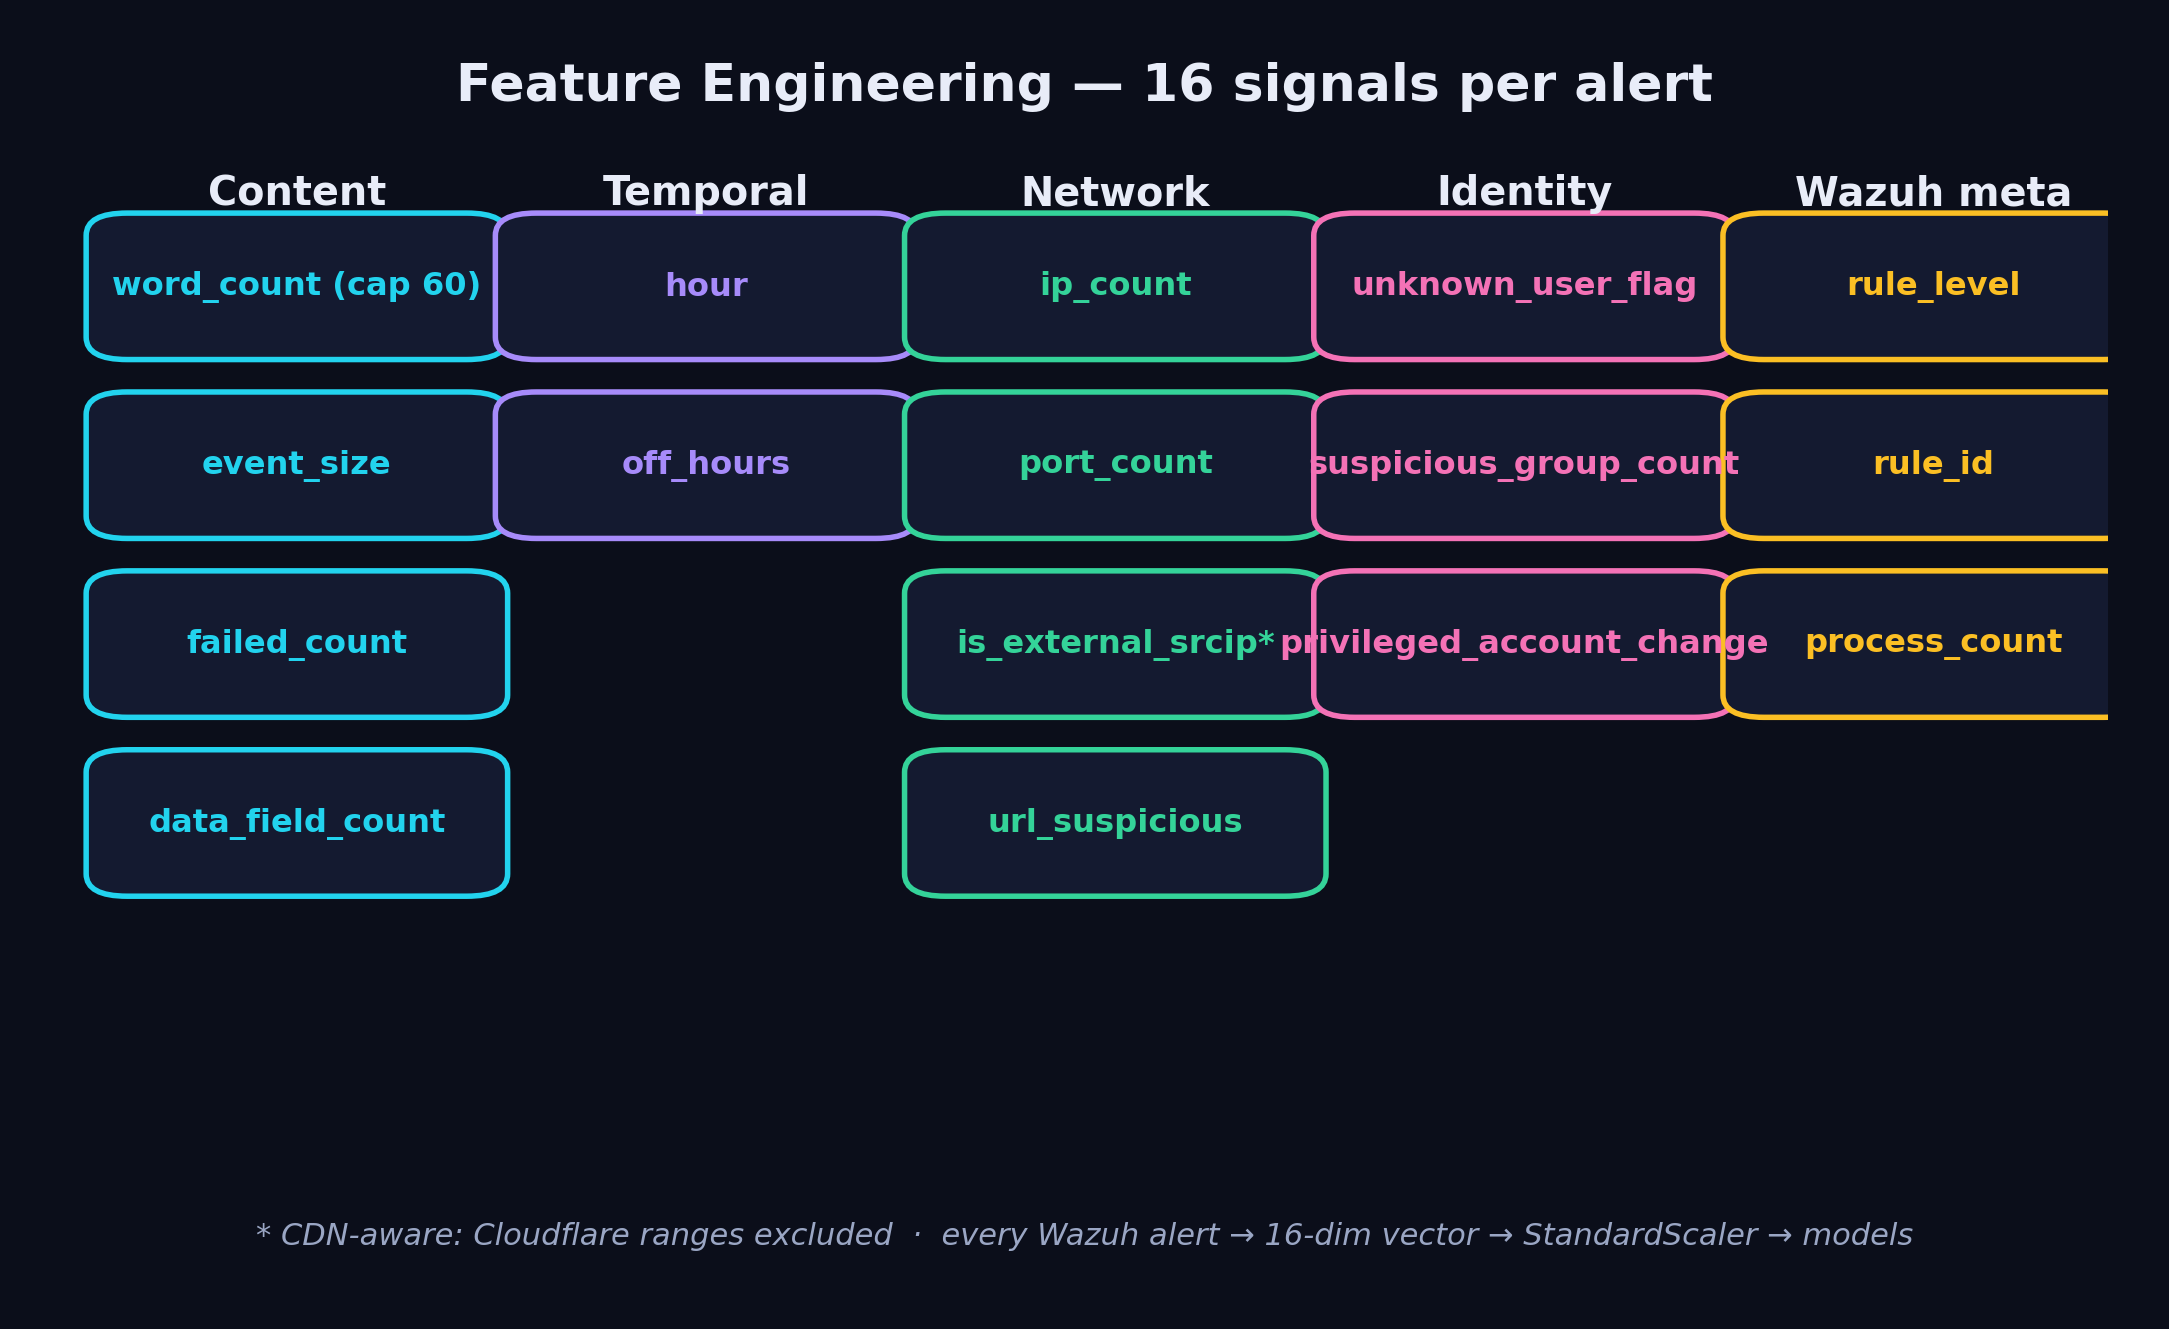 Feature Engineering — 16 signals per alert
Content
Temporal
Network
Identity
Wazuh meta
word_count (cap 60)
hour
ip_count
unknown_user_flag
rule_level
event_size
off_hours
port_count
suspicious_group_count
rule_id
failed_count
is_external_srcip*
privileged_account_change
process_count
data_field_count
url_suspicious
* CDN-aware: Cloudflare ranges excluded · every Wazuh alert → 16-dim vector → StandardScaler → models